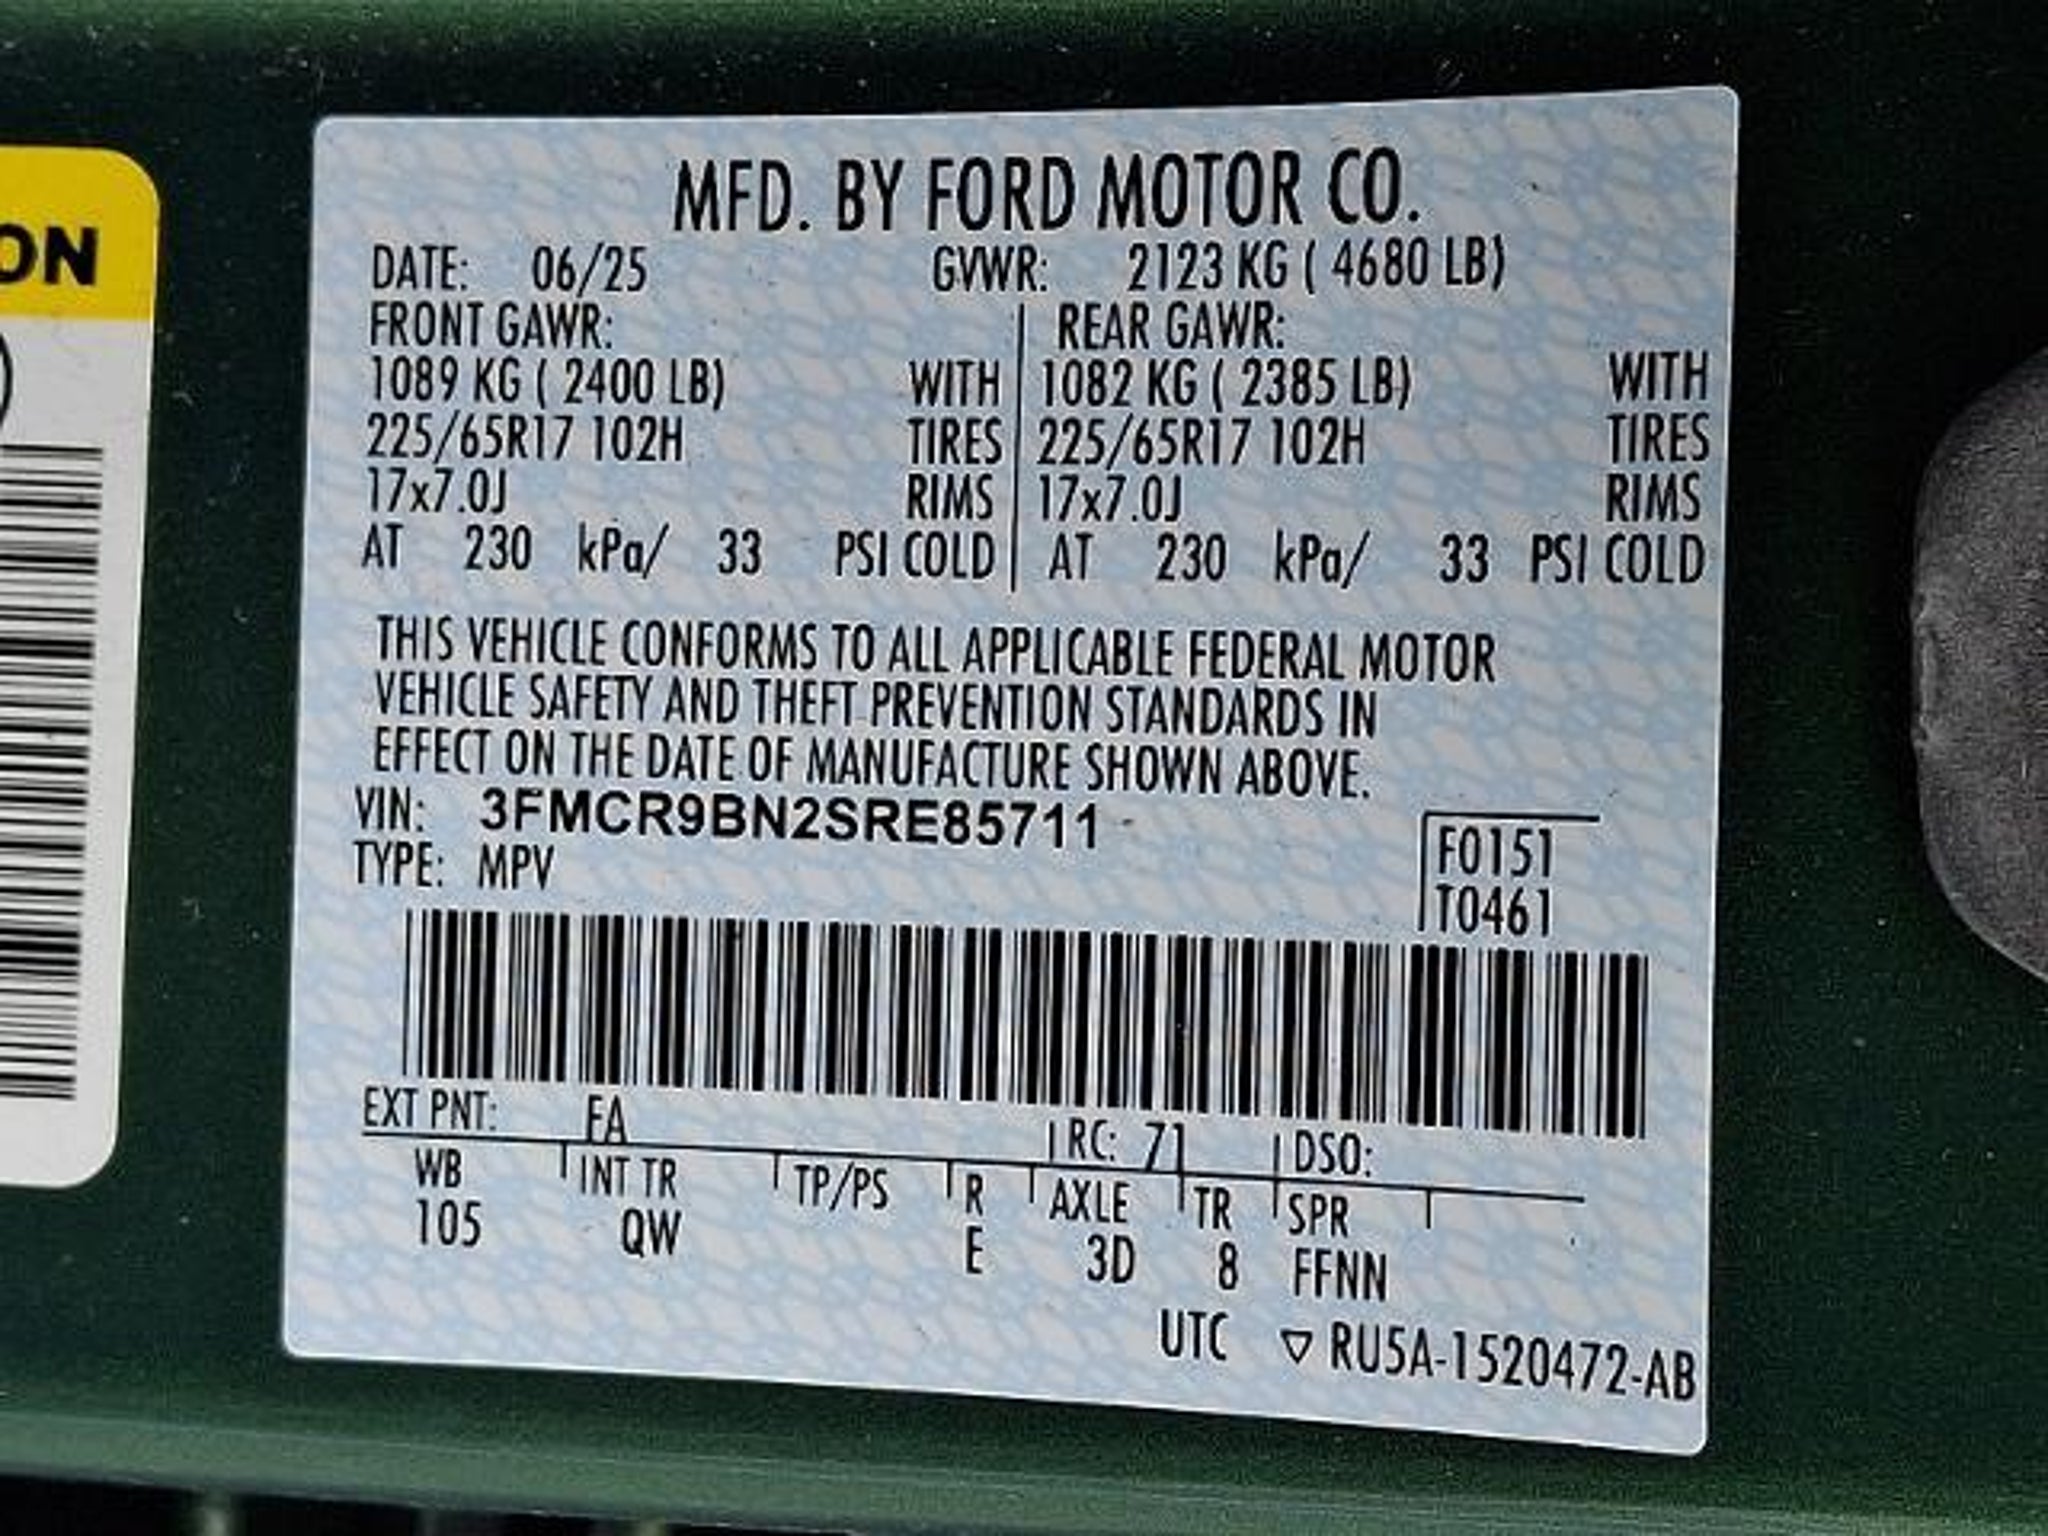 ON
MFD. BY FORD MOTOR CO.
DATE: 06/25 GVWR: 2123 KG ( 4680 LB)
FRONT GAWR: REAR GAWR:
1089 KG ( 2400 LB) WITH 1082 KG ( 2385 LB) WITH
225/65R17 102H TIRES 225/65R17 102H TIRES
17x7.0J RIMS 17x7.0J RIMS
AT 230 kPa/ 33 PSI COLD AT 230 kPa/ 33 PSI COLD
THIS VEHICLE CONFORMS TO ALL APPLICABLE FEDERAL MOTOR
VEHICLE SAFETY AND THEFT PREVENTION STANDARDS IN
EFFECT ON THE DATE OF MANUFACTURE SHOWN ABOVE.
VIN: 3FMCR9BN2SRE85711
TYPE: MPV
F0151
T0461
EXT PNT: FA RC: 71 DSO:
WB INT TR TP/PS R AXLE TR SPR
105 QW E 3D 8 FFNN
UTC ▽ RU5A-1520472-AB